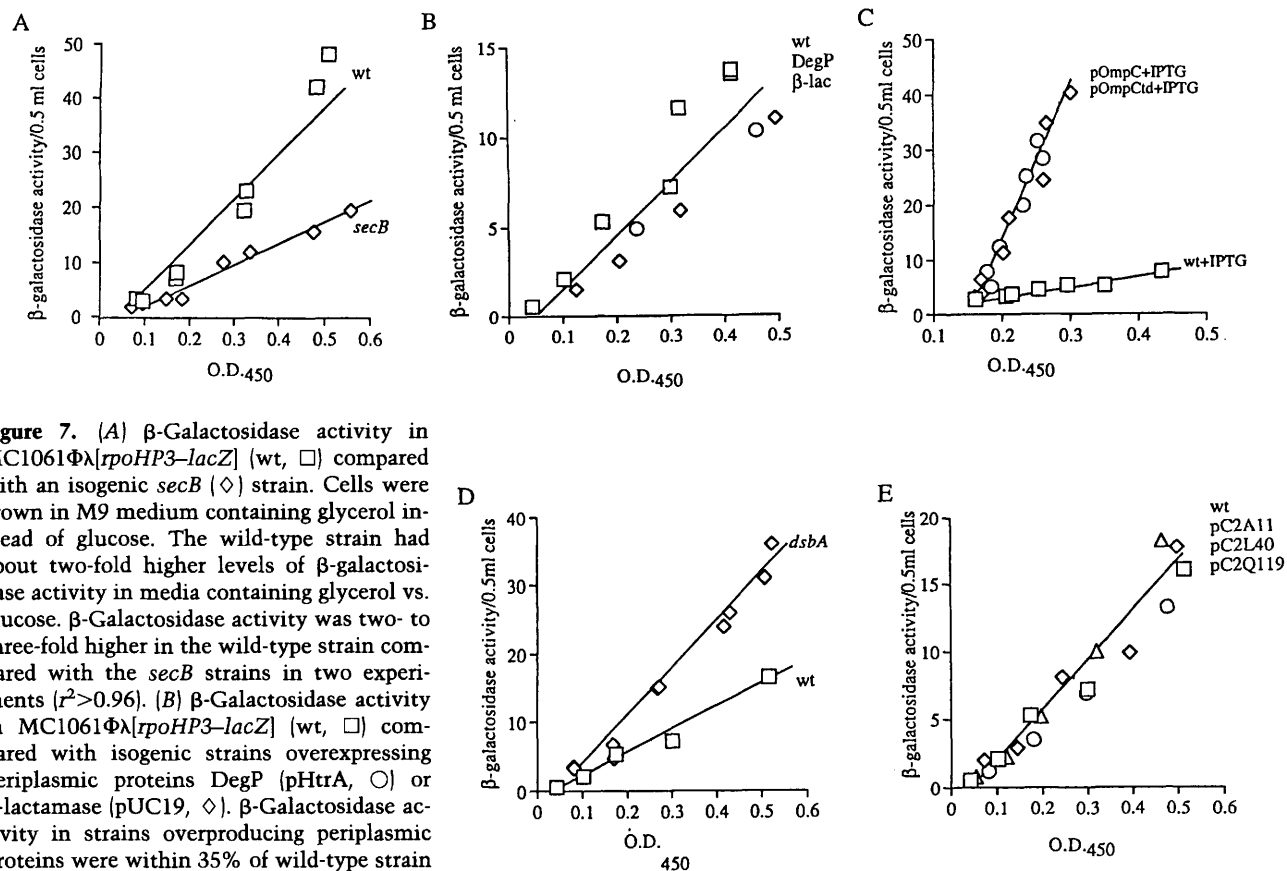 A
β-galactosidase activity/0.5 ml cells
50
40
30
20
10
0
wt
secB
0 0.1 0.2 0.3 0.4 0.5 0.6
O.D.450
B
β-galactosidase activity/0.5 ml cells
15
10
5
0
wt
DegP
β-lac
0 0.1 0.2 0.3 0.4 0.5
O.D.450
C
β-galactosidase activity/0.5ml cells
50
40
30
20
10
0
pOmpC+IPTG
pOmpCtd+IPTG
wt+IPTG
0.1 0.2 0.3 0.4 0.5
O.D.450
gure 7. (A) β-Galactosidase activity in
MC1061Φλ[rpoHP3–lacZ] (wt, □) compared
ith an isogenic secB (◇) strain. Cells were
rown in M9 medium containing glycerol in-
ead of glucose. The wild-type strain had
bout two-fold higher levels of β-galactosi-
ase activity in media containing glycerol vs.
lucose. β-Galactosidase activity was two- to
hree-fold higher in the wild-type strain com-
ared with the secB strains in two experi-
ents (r²>0.96). (B) β-Galactosidase activity
MC1061Φλ[rpoHP3–lacZ] (wt, □) com-
ared with isogenic strains overexpressing
eriplasmic proteins DegP (pHtrA, ○) or
-lactamase (pUC19, ◇). β-Galactosidase ac-
vity in strains overproducing periplasmic
roteins were within 35% of wild-type strain
D
β-galactosidase activity/0.5ml cells
40
30
20
10
0
dsbA
wt
0 0.1 0.2 0.3 0.4 0.5 0.6
O.D.
450
E
β-galactosidase activity/0.5ml cells
20
15
10
5
0
wt
pC2A11
pC2L40
pC2Q119
0 0.1 0.2 0.3 0.4 0.5 0.6
O.D.450